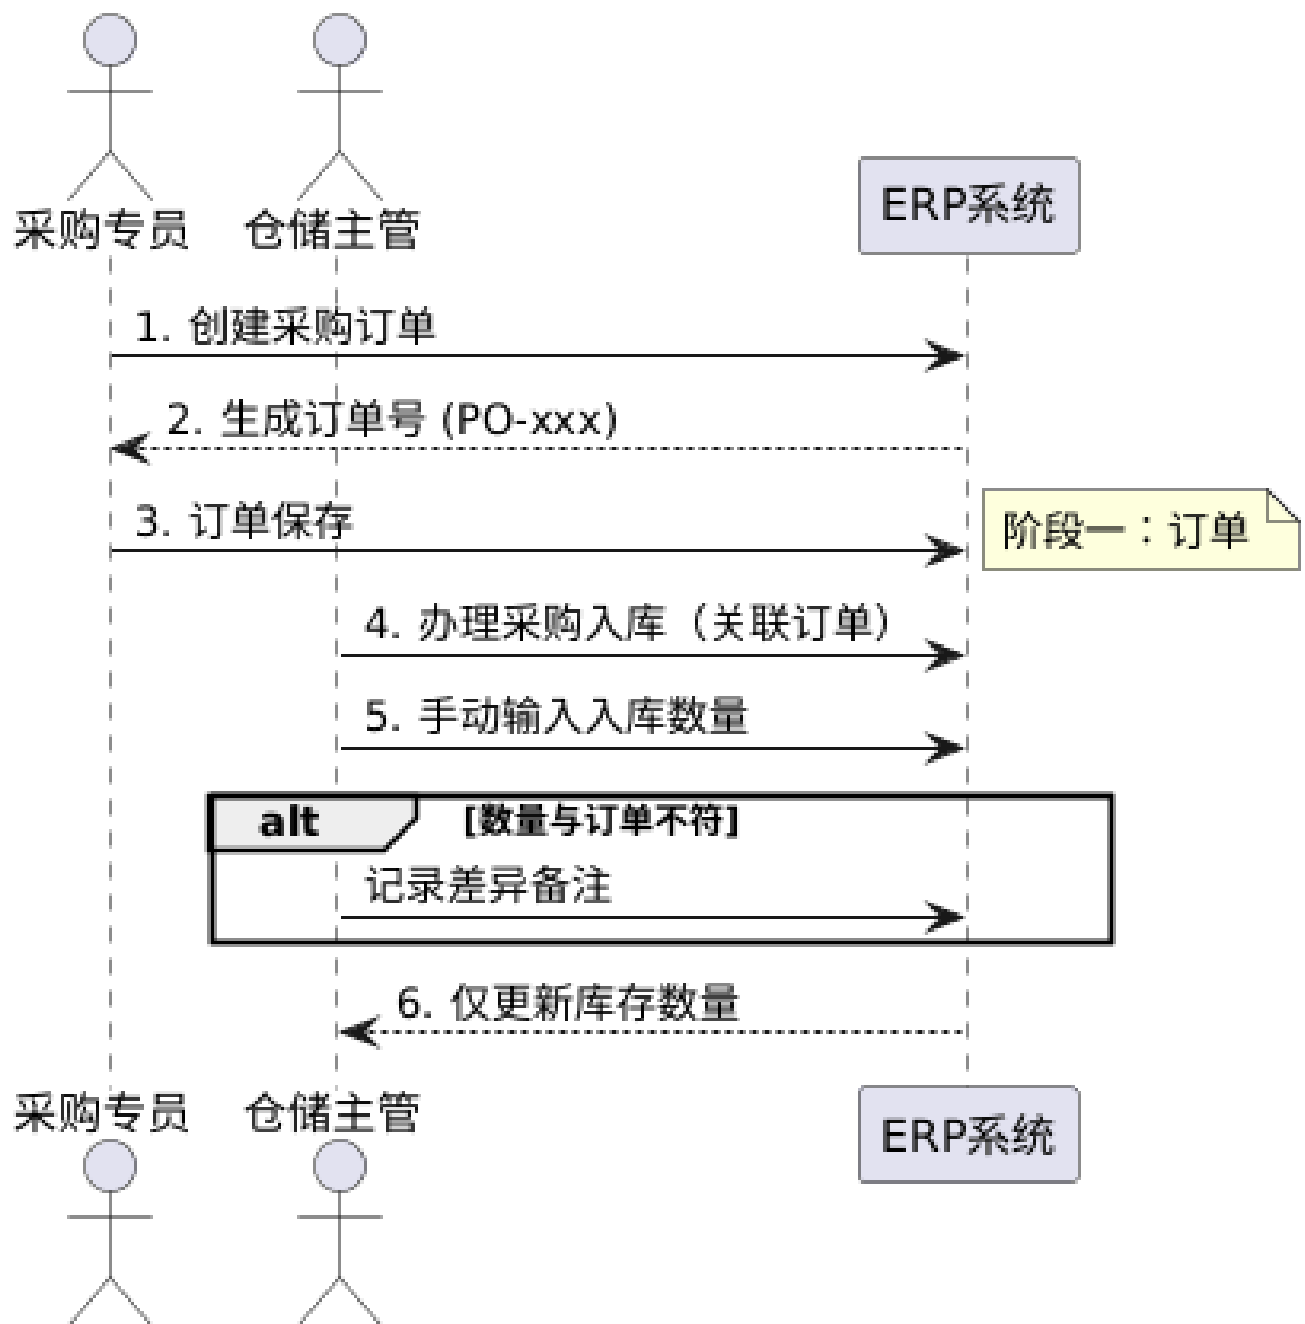 采购专员
仓储主管
ERP系统
1. 创建采购订单
2. 生成订单号 (PO-xxx)
3. 订单保存
阶段一：订单
4. 办理采购入库（关联订单）
5. 手动输入入库数量
alt
[数量与订单不符]
记录差异备注
6. 仅更新库存数量
采购专员
仓储主管
ERP系统